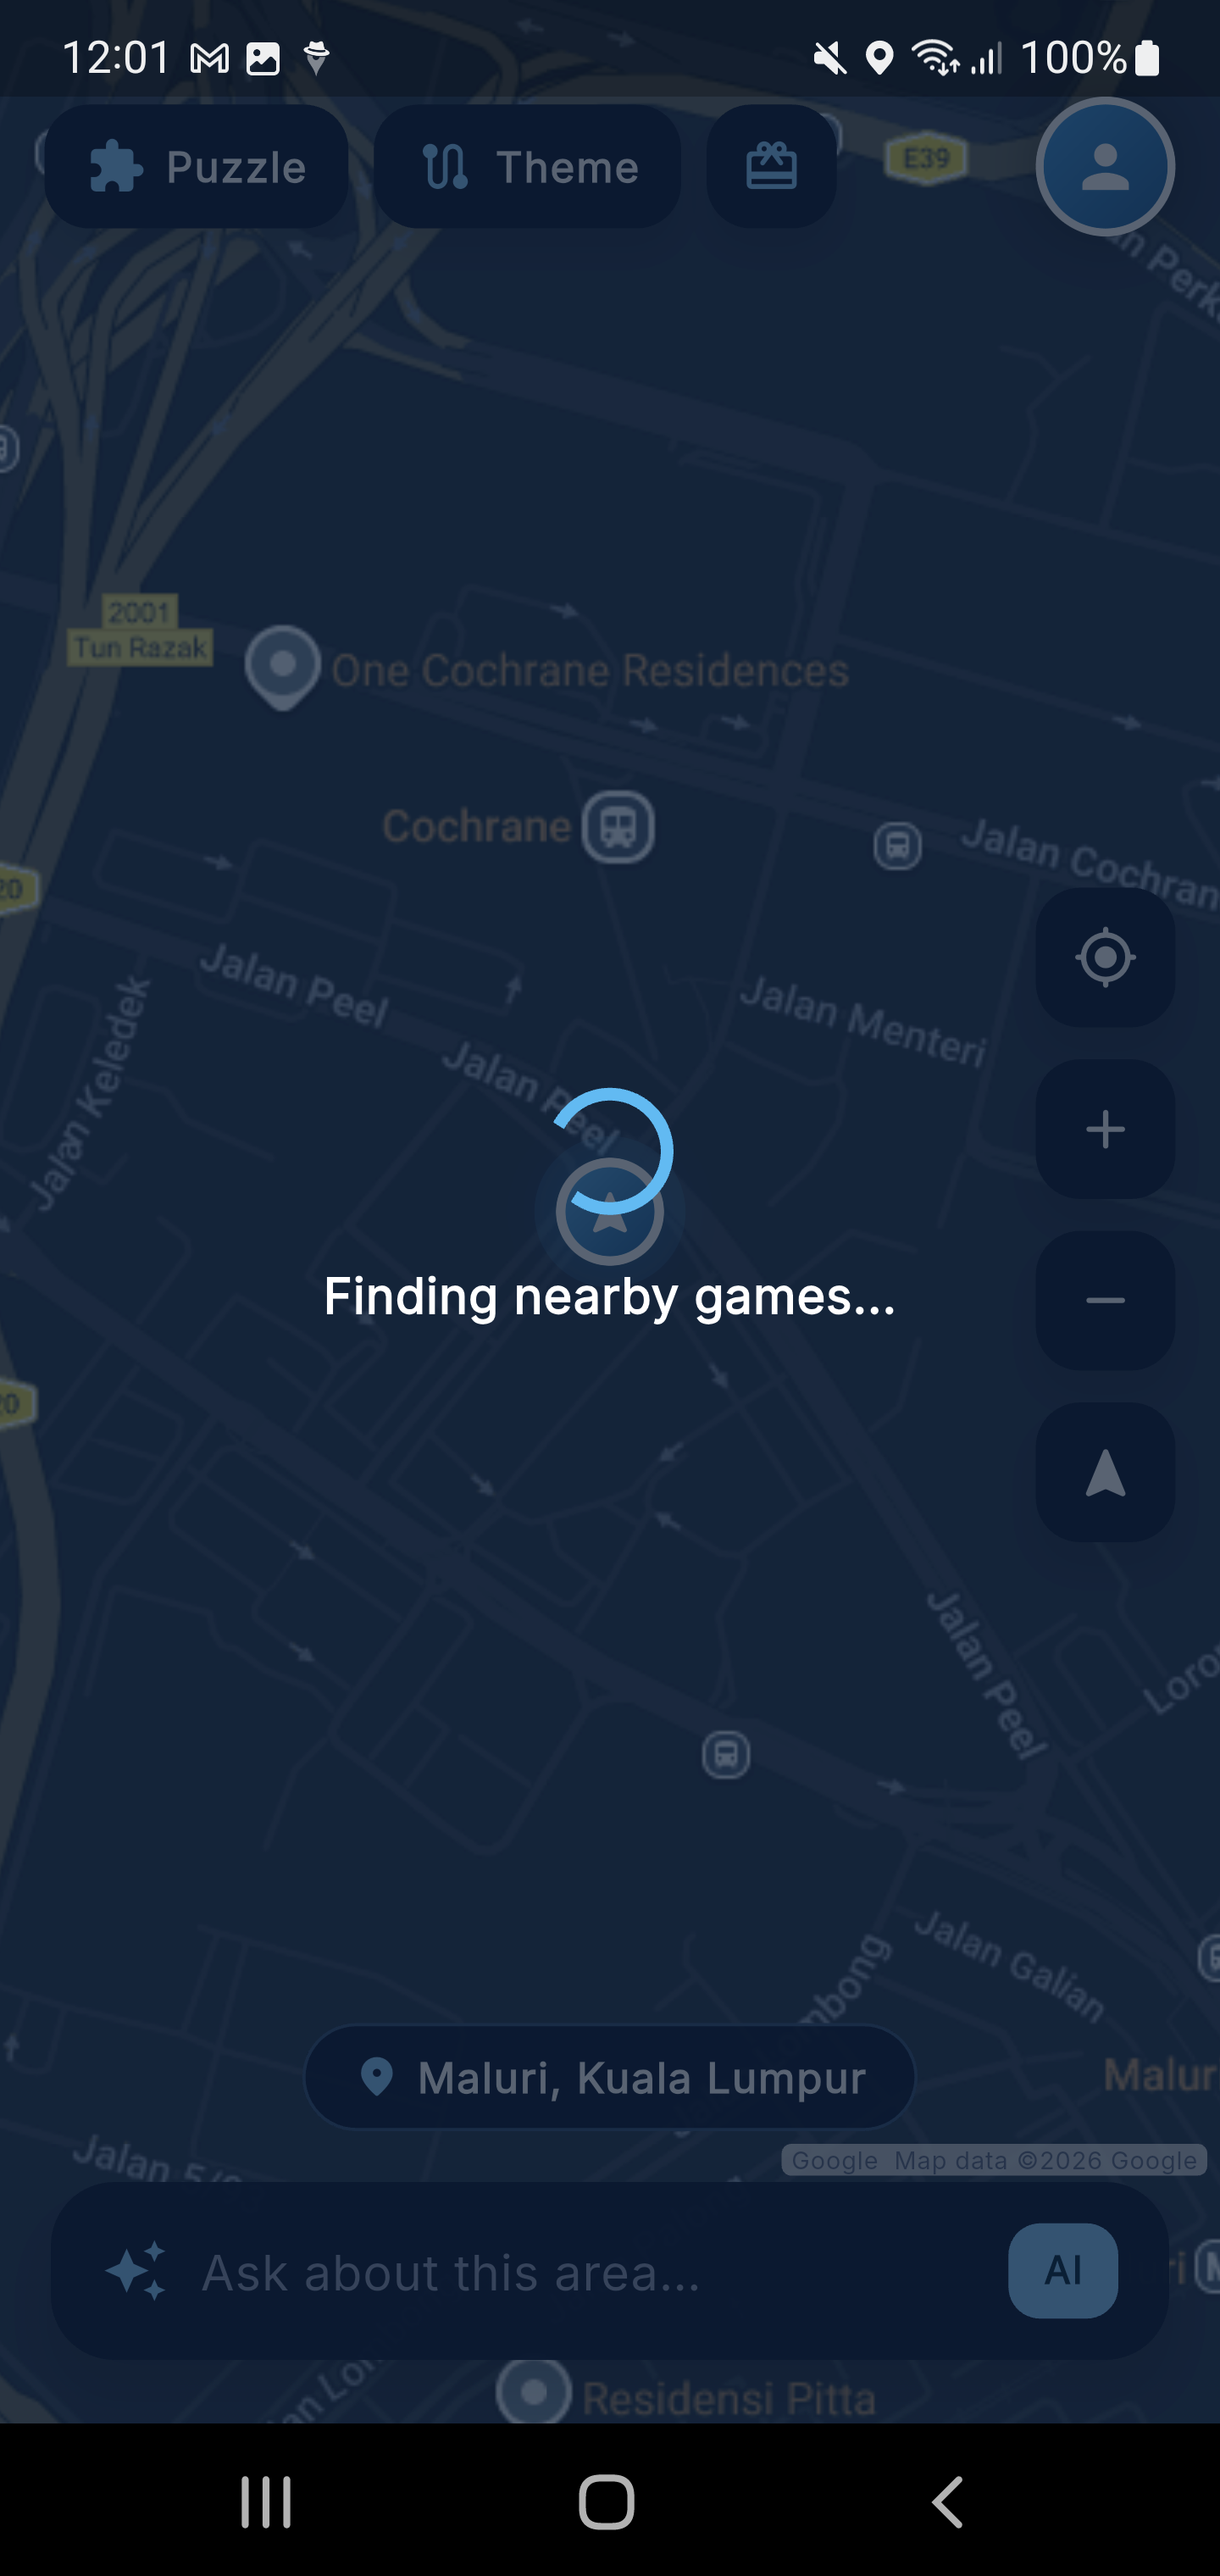 12:01
100%
Puzzle
Theme
E39
2001
Tun Razak
One Cochrane Residences
Cochrane
Jalan Cochran
20
Jalan Peel
Jalan Menteri
Jalan Keledek
Jalan Peel
Finding nearby games...
20
Jalan Peel
Jalan Galian
Maluri, Kuala Lumpur
Malur
Google Map data ©2026 Google
Ask about this area...
AI
Residensi Pitta